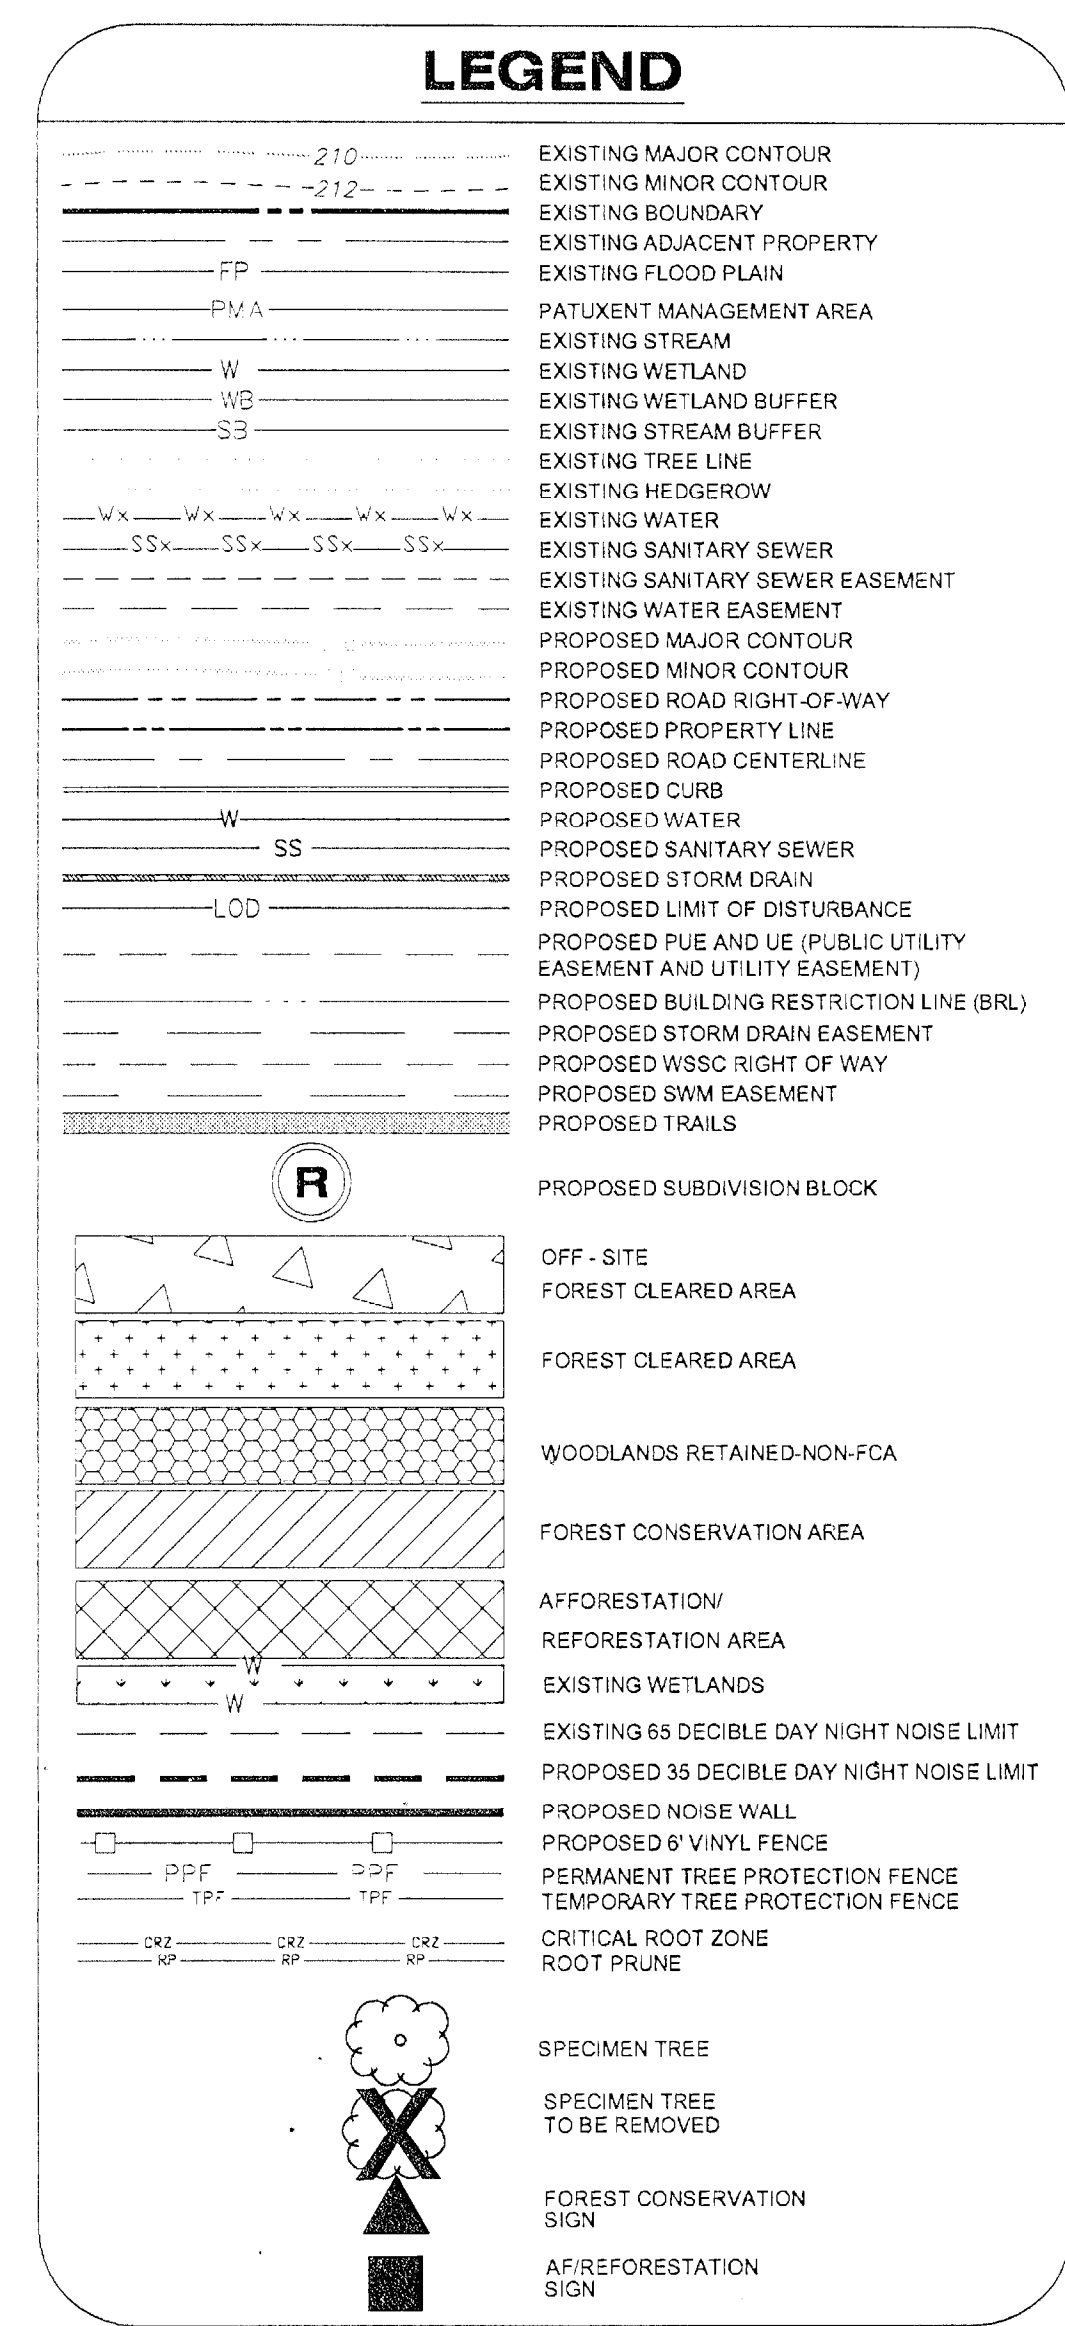 LEGEND
210 EXISTING MAJOR CONTOUR
212 EXISTING MINOR CONTOUR
EXISTING BOUNDARY
EXISTING ADJACENT PROPERTY
FP EXISTING FLOOD PLAIN
PMA PATUXENT MANAGEMENT AREA
EXISTING STREAM
W EXISTING WETLAND
WB EXISTING WETLAND BUFFER
SB EXISTING STREAM BUFFER
EXISTING TREE LINE
EXISTING HEDGEROW
Wx Wx Wx Wx Wx EXISTING WATER
SSx SSx SSx SSx EXISTING SANITARY SEWER
EXISTING SANITARY SEWER EASEMENT
EXISTING WATER EASEMENT
PROPOSED MAJOR CONTOUR
PROPOSED MINOR CONTOUR
PROPOSED ROAD RIGHT-OF-WAY
PROPOSED PROPERTY LINE
PROPOSED ROAD CENTERLINE
PROPOSED CURB
W PROPOSED WATER
SS PROPOSED SANITARY SEWER
PROPOSED STORM DRAIN
LOD PROPOSED LIMIT OF DISTURBANCE
PROPOSED PUE AND UE (PUBLIC UTILITY
EASEMENT AND UTILITY EASEMENT)
PROPOSED BUILDING RESTRICTION LINE (BRL)
PROPOSED STORM DRAIN EASEMENT
PROPOSED WSSC RIGHT OF WAY
PROPOSED SWM EASEMENT
PROPOSED TRAILS
R PROPOSED SUBDIVISION BLOCK
OFF - SITE
FOREST CLEARED AREA
FOREST CLEARED AREA
WOODLANDS RETAINED-NON-FCA
FOREST CONSERVATION AREA
AFFORESTATION/
REFORESTATION AREA
W
EXISTING WETLANDS
W
EXISTING 65 DECIBLE DAY NIGHT NOISE LIMIT
PROPOSED 35 DECIBLE DAY NIGHT NOISE LIMIT
PROPOSED NOISE WALL
PROPOSED 6' VINYL FENCE
PPF PPF PERMANENT TREE PROTECTION FENCE
TPF TPF TEMPORARY TREE PROTECTION FENCE
CRZ CRZ CRZ CRITICAL ROOT ZONE
RP RP RP ROOT PRUNE
SPECIMEN TREE
SPECIMEN TREE
TO BE REMOVED
FOREST CONSERVATION
SIGN
AF/REFORESTATION
SIGN